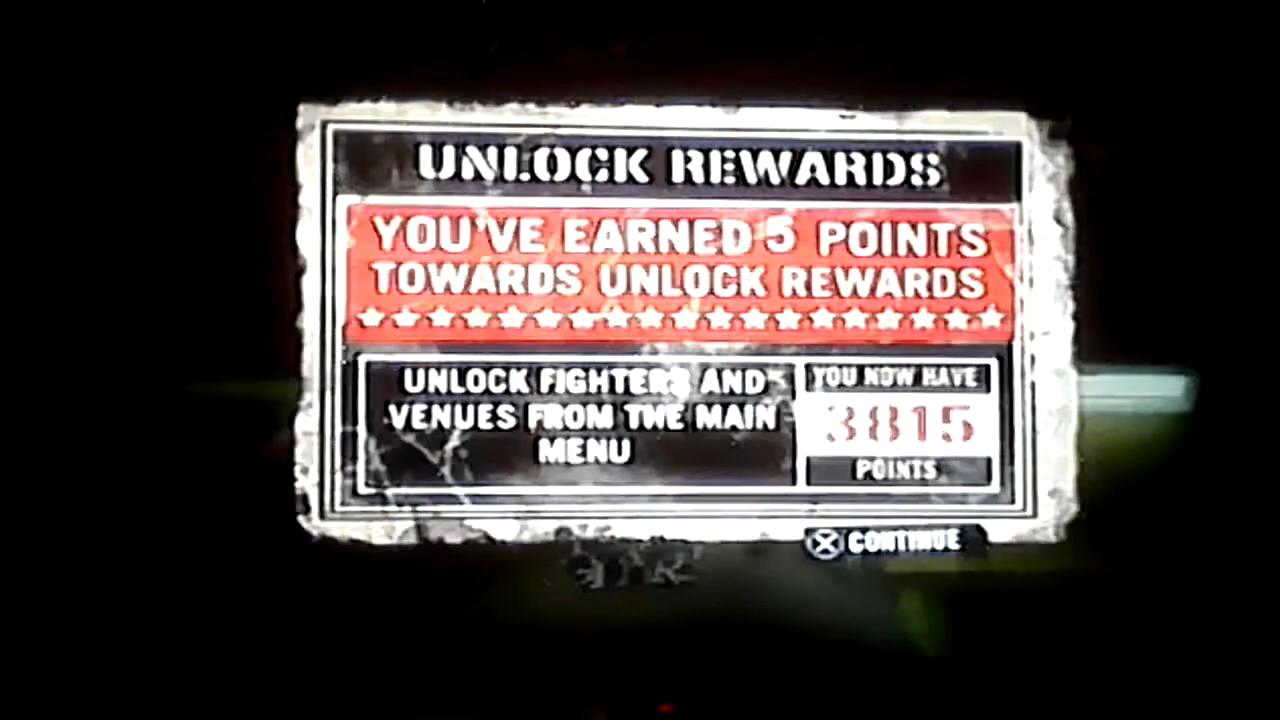 UNLOCK REWARDS
YOU'VE EARNED 5 POINTS
TOWARDS UNLOCK REWARDS
UNLOCK FIGHTERS AND
VENUES FROM THE MAIN
MENU
YOU NOW HAVE
3815
POINTS
CONTINUE